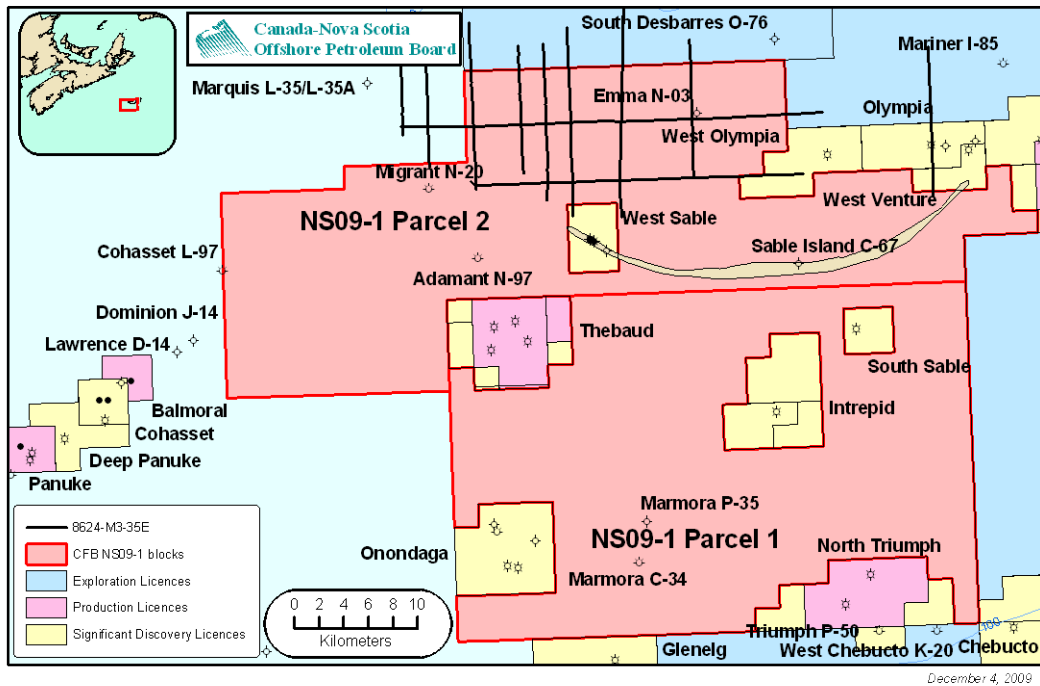 South Desbarres O-76
Canada-Nova Scotia
Offshore Petroleum Board
Mariner I-85
Marquis L-35/L-35A
Emma N-03
Olympia
West Olympia
Migrant N-20
NS09-1 Parcel 2
West Venture
West Sable
Cohasset L-97
Sable Island C-67
Adamant N-97
Dominion J-14
Thebaud
Lawrence D-14
South Sable
Balmoral
Intrepid
Cohasset
Deep Panuke
Panuke
Marmora P-35
NS09-1 Parcel 1
North Triumph
Onondaga
Marmora C-34
8624-M3-35E
CFB NS09-1 blocks
Exploration Licences
Production Licences
Significant Discovery Licences
0 2 4 6 8 10
Kilometers
100
Triumph P-50
West Chebucto K-20
Chebucto
Glenelg
December 4, 2009